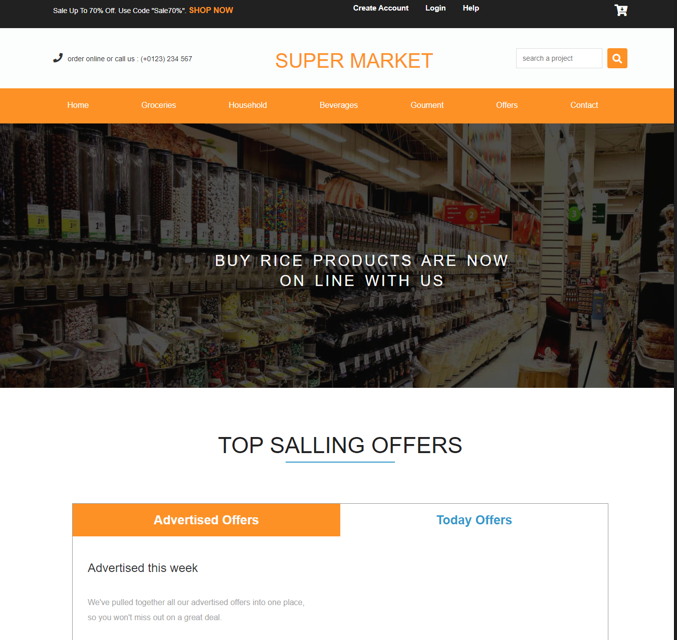 Sale Up To 70% Off. Use Code "Sale70%". SHOP NOW
Create Account Login Help
order online or call us : (+0123) 234 567
SUPER MARKET
search a project
Home Groceries Household Beverages Goument Offers Contact
2
3
BUY RICE PRODUCTS ARE NOW
ON LINE WITH US
TOP SALLING OFFERS
Advertised Offers Today Offers
Advertised this week
We've pulled together all our advertised offers into one place,
so you won't miss out on a great deal.